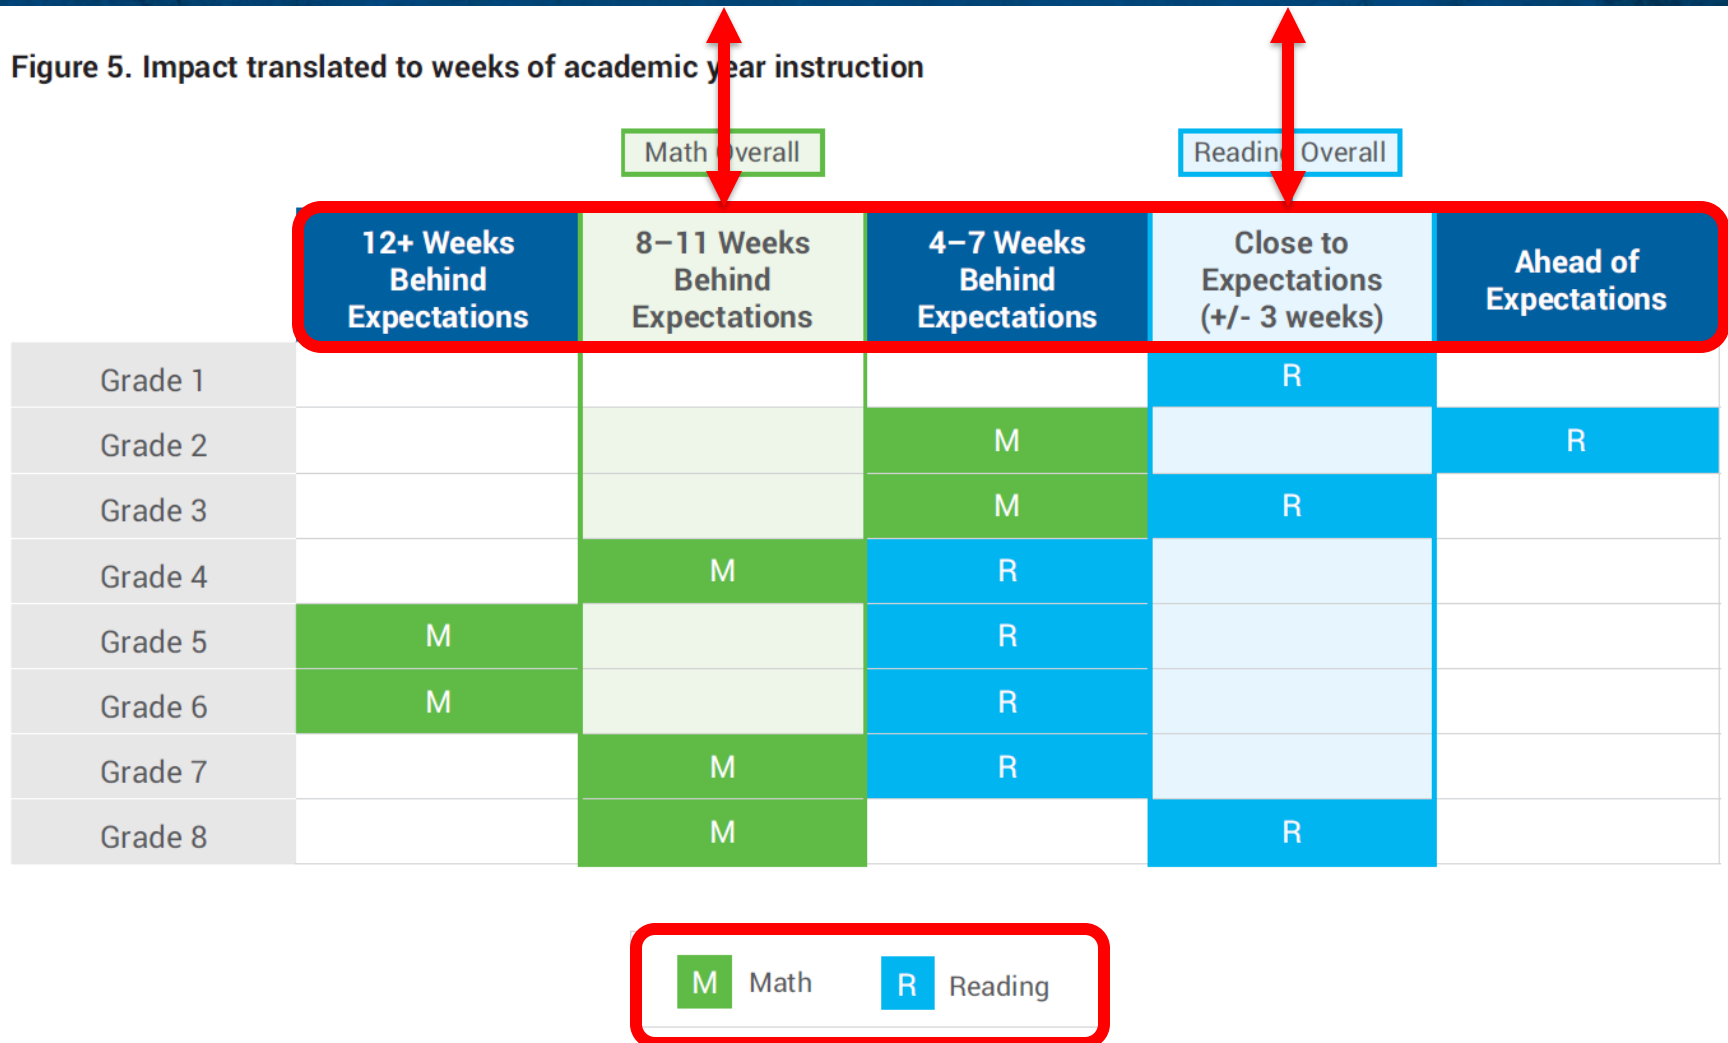 Figure 5. Impact translated to weeks of academic year instruction
Math Overall
Reading Overall
12+ Weeks
Behind
Expectations
8–11 Weeks
Behind
Expectations
4–7 Weeks
Behind
Expectations
Close to
Expectations
(+/- 3 weeks)
Ahead of
Expectations
Grade 1
R
Grade 2
M
R
Grade 3
M
R
Grade 4
M
R
Grade 5
M
R
Grade 6
M
R
Grade 7
M
R
Grade 8
M
R
M Math
R Reading